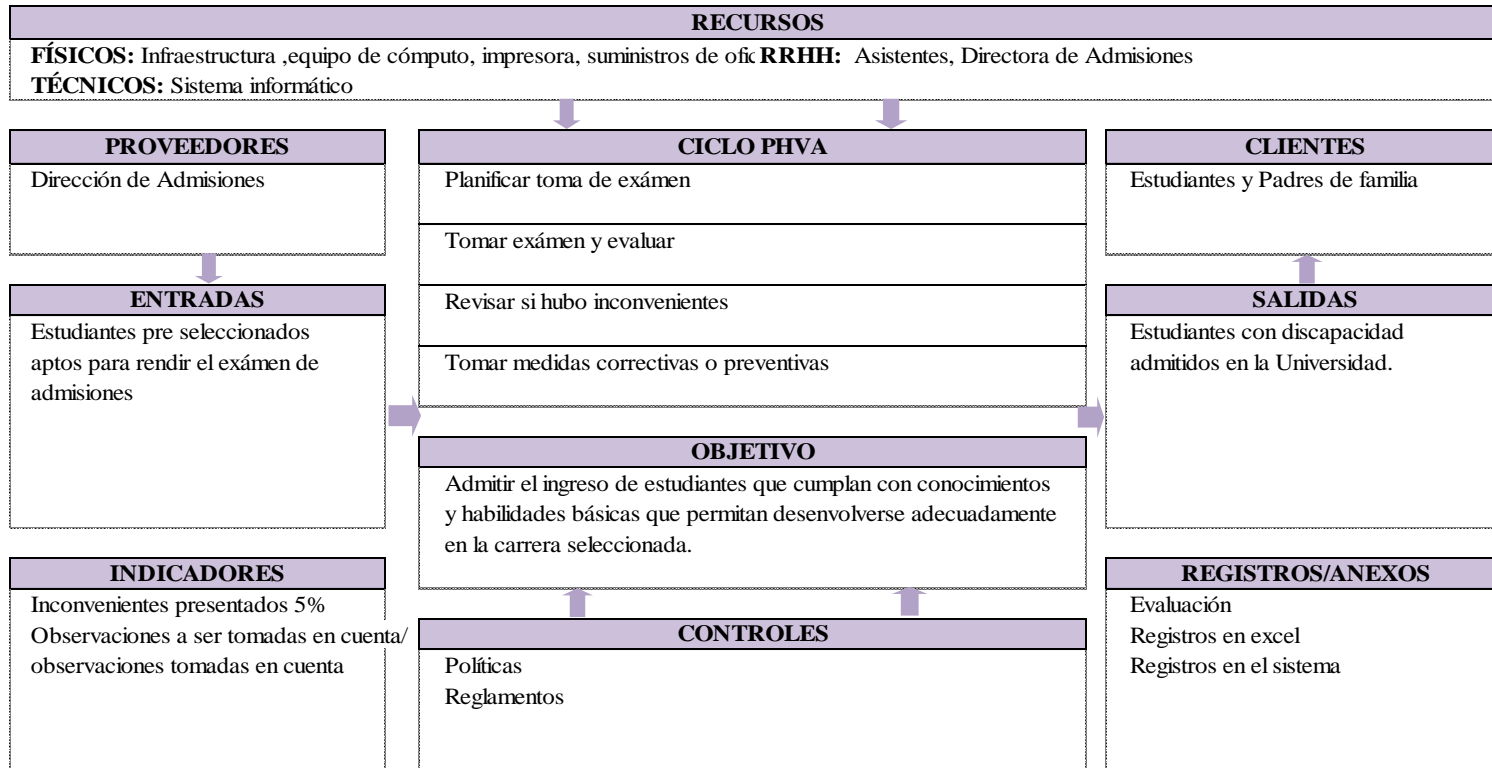 RECURSOS
FÍSICOS: Infraestructura ,equipo de cómputo, impresora, suministros de RRHH: Asistentes, Directora de Admisiones
TÉCNICOS: Sistema informático
PROVEEDORES
Dirección de Admisiones
ENTRADAS
Estudiantes pre seleccionados
aptos para rendir el exámen de
admisiones
INDICADORES
Inconvenientes presentados 5%
Observaciones a ser tomadas en cuenta/
observaciones tomadas en cuenta
CICLO PHVA
Planificar toma de exámen
Tomar exámen y evaluar
Revisar si hubo inconvenientes
Tomar medidas correctivas o preventivas
OBJETIVO
Admitir el ingreso de estudiantes que cumplan con conocimientos
y habilidades básicas que permitan desenvolverse adecuadamente
en la carrera seleccionada.
CONTROLES
Políticas
Reglamentos
CLIENTES
Estudiantes y Padres de familia
SALIDAS
Estudiantes con discapacidad
admitidos en la Universidad.
REGISTROS/ANEXOS
Evaluación
Registros en excel
Registros en el sistema